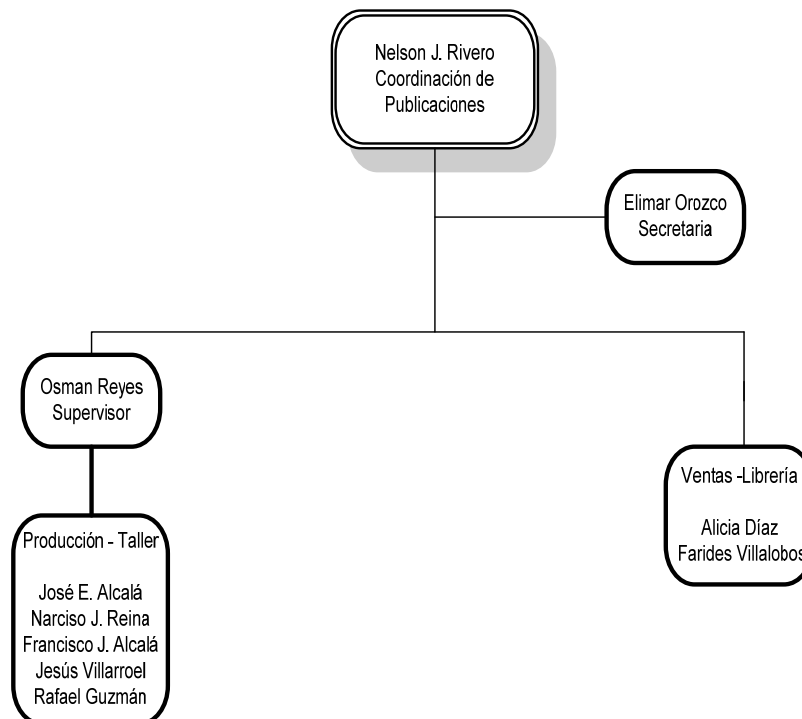 Nelson J. Rivero
Coordinación de
Publicaciones
Elimar Orozco
Secretaria
Osman Reyes
Supervisor
Ventas -Librería
Alicia Díaz
Farides Villalobos
Producción - Taller
José E. Alcalá
Narciso J. Reina
Francisco J. Alcalá
Jesús Villarroel
Rafael Guzmán